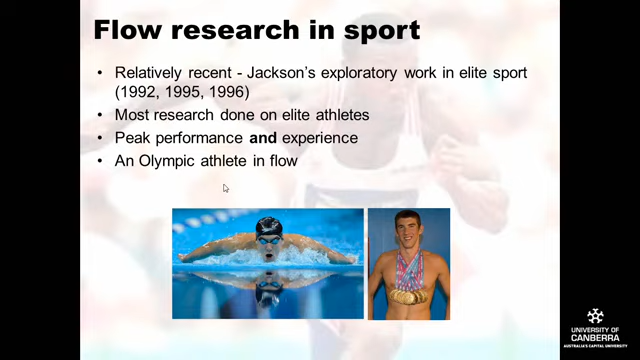 Flow research in sport
• Relatively recent - Jackson's exploratory work in elite sport
(1992, 1995, 1996)
• Most research done on elite athletes
• Peak performance and experience
• An Olympic athlete in flow
UNIVERSITY OF
CANBERRA
AUSTRALIA'S CAPITAL UNIVERSITY